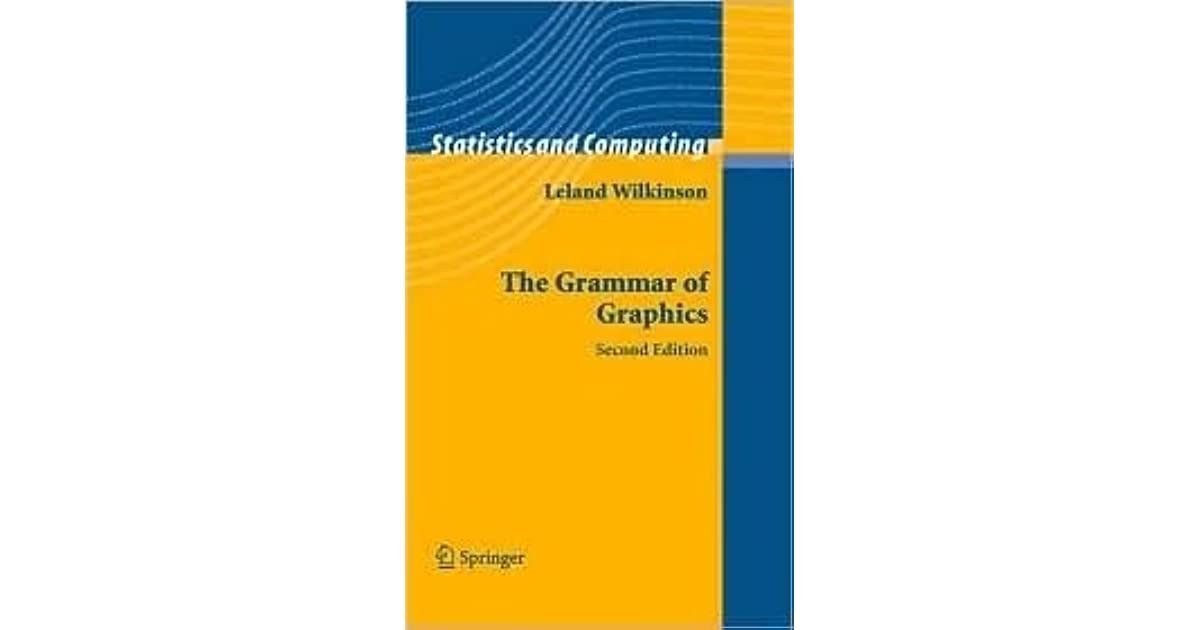 Statistics and Computing
Leland Wilkinson
The Grammar of
Graphics
Second Edition
Springer